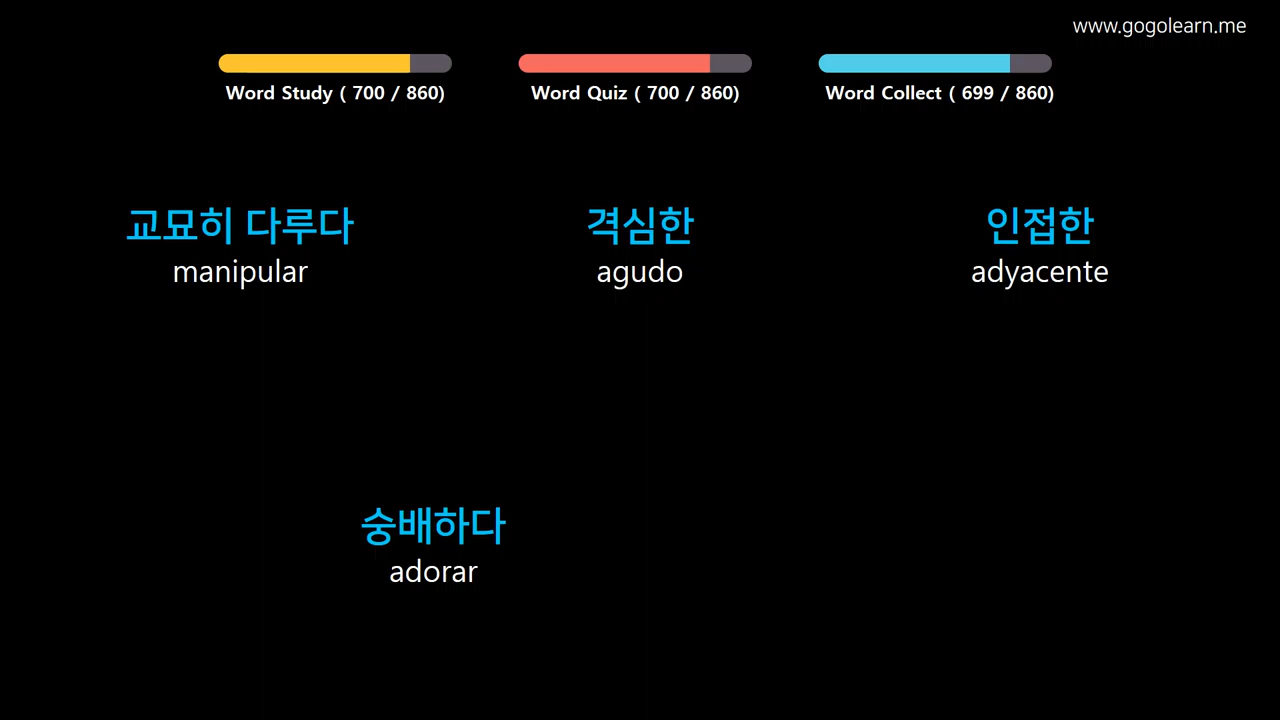 www.gogolearn.me
Word Study ( 700 / 860)
Word Quiz ( 700 / 860)
Word Collect ( 699 / 860)
교묘히 다루다
manipular
격심한
agudo
인접한
adyacente
숭배하다
adorar